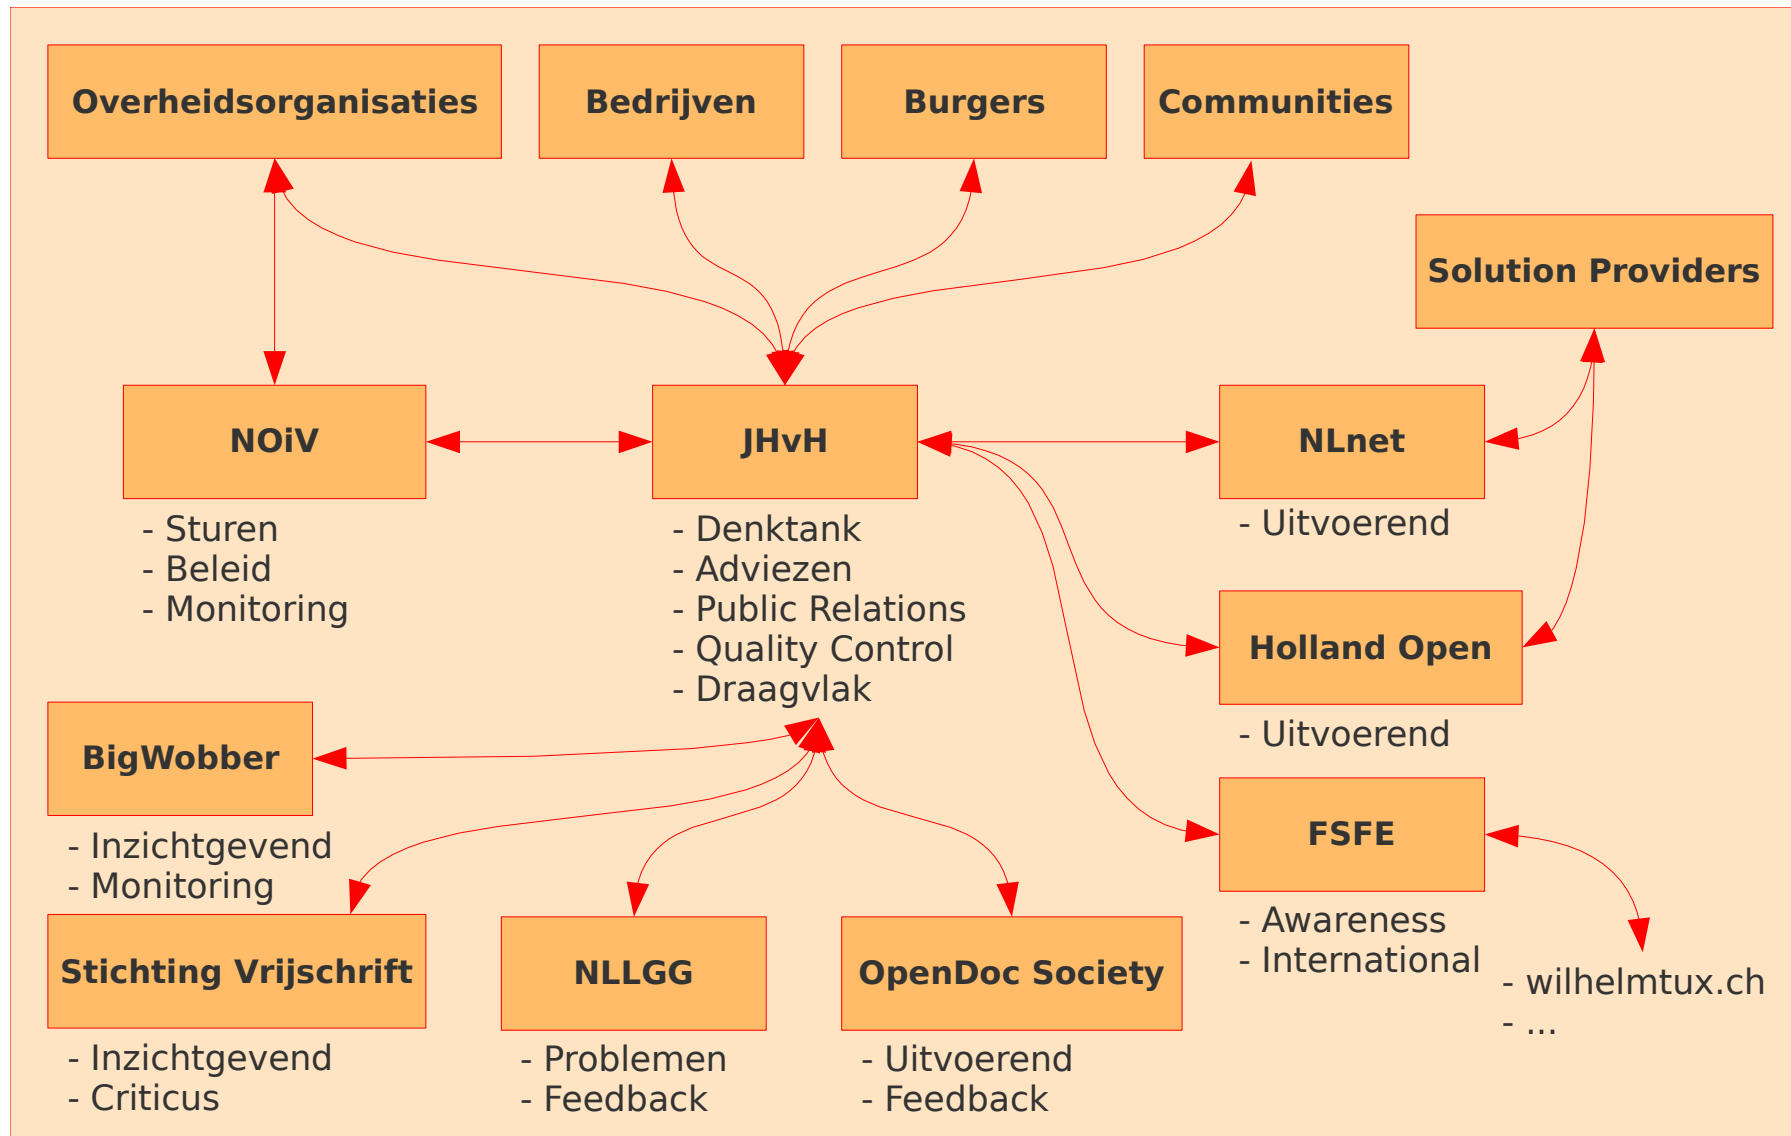 Overheidsorganisaties
Bedrijven
Burgers
Communities
Solution Providers
NOiV
- Sturen
- Beleid
- Monitoring
JHvH
- Denktank
- Adviezen
- Public Relations
- Quality Control
- Draagvlak
NLnet
- Uitvoerend
Holland Open
- Uitvoerend
BigWobber
- Inzichtgevend
- Monitoring
FSFE
- Awareness
- International
- wilhelmtux.ch
- ...
Stichting Vrijschrift
- Inzichtgevend
- Criticus
NLLGG
- Problemen
- Feedback
OpenDoc Society
- Uitvoerend
- Feedback